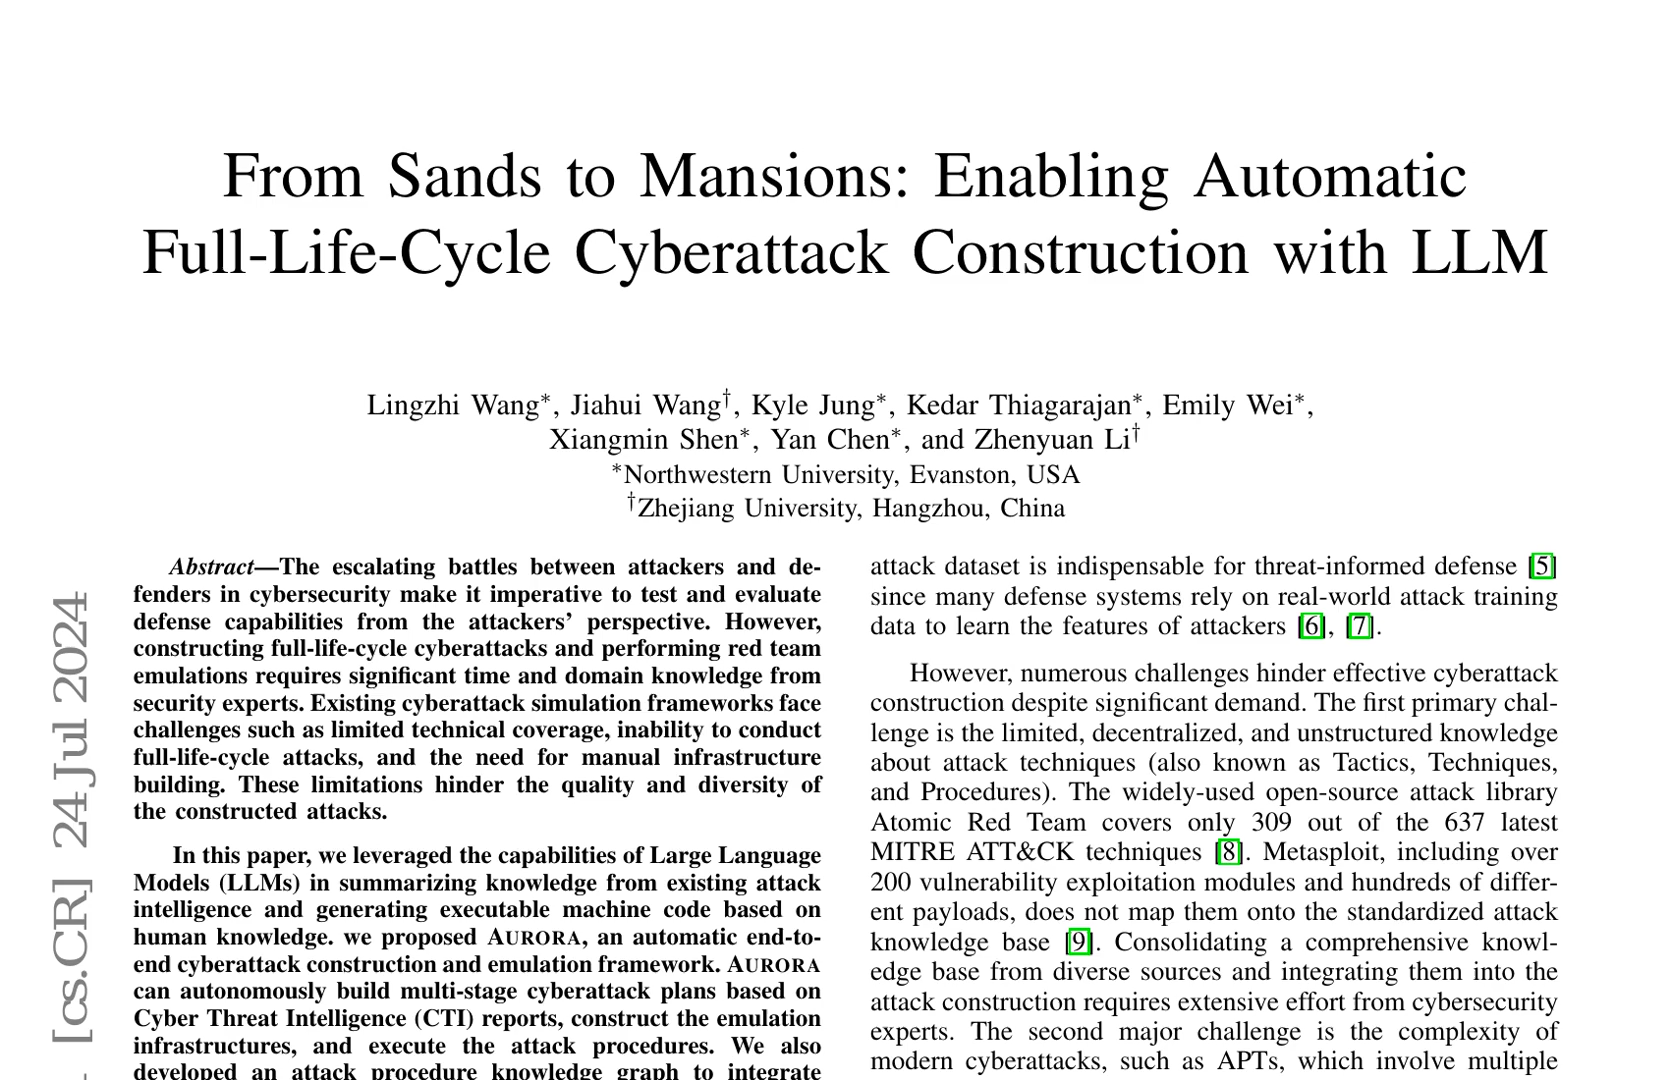 From Sands to Mansions: Enabling Automatic
Full-Life-Cycle Cyberattack Construction with LLM
Lingzhi Wang*, Jiahui Wang†, Kyle Jung*, Kedar Thiagarajan*, Emily Wei*,
Xiangmin Shen*, Yan Chen*, and Zhenyuan Li†
*Northwestern University, Evanston, USA
†Zhejiang University, Hangzhou, China
[cs.CR] 24 Jul 2024
Abstract—The escalating battles between attackers and de-
fenders in cybersecurity make it imperative to test and evaluate
defense capabilities from the attackers’ perspective. However,
constructing full-life-cycle cyberattacks and performing red team
emulations requires significant time and domain knowledge from
security experts. Existing cyberattack simulation frameworks face
challenges such as limited technical coverage, inability to conduct
full-life-cycle attacks, and the need for manual infrastructure
building. These limitations hinder the quality and diversity of
the constructed attacks.
In this paper, we leveraged the capabilities of Large Language
Models (LLMs) in summarizing knowledge from existing attack
intelligence and generating executable machine code based on
human knowledge. we proposed AURORA, an automatic end-to-
end cyberattack construction and emulation framework. AURORA
can autonomously build multi-stage cyberattack plans based on
Cyber Threat Intelligence (CTI) reports, construct the emulation
infrastructures, and execute the attack procedures. We also
developed an attack procedure knowledge graph to integrate
attack dataset is indispensable for threat-informed defense [5]
since many defense systems rely on real-world attack training
data to learn the features of attackers [6], [7].
However, numerous challenges hinder effective cyberattack
construction despite significant demand. The first primary chal-
lenge is the limited, decentralized, and unstructured knowledge
about attack techniques (also known as Tactics, Techniques,
and Procedures). The widely-used open-source attack library
Atomic Red Team covers only 309 out of the 637 latest
MITRE ATT&CK techniques [8]. Metasploit, including over
200 vulnerability exploitation modules and hundreds of differ-
ent payloads, does not map them onto the standardized attack
knowledge base [9]. Consolidating a comprehensive knowl-
edge base from diverse sources and integrating them into the
attack construction requires extensive effort from cybersecurity
experts. The second major challenge is the complexity of
modern cyberattacks, such as APTs, which involve multiple